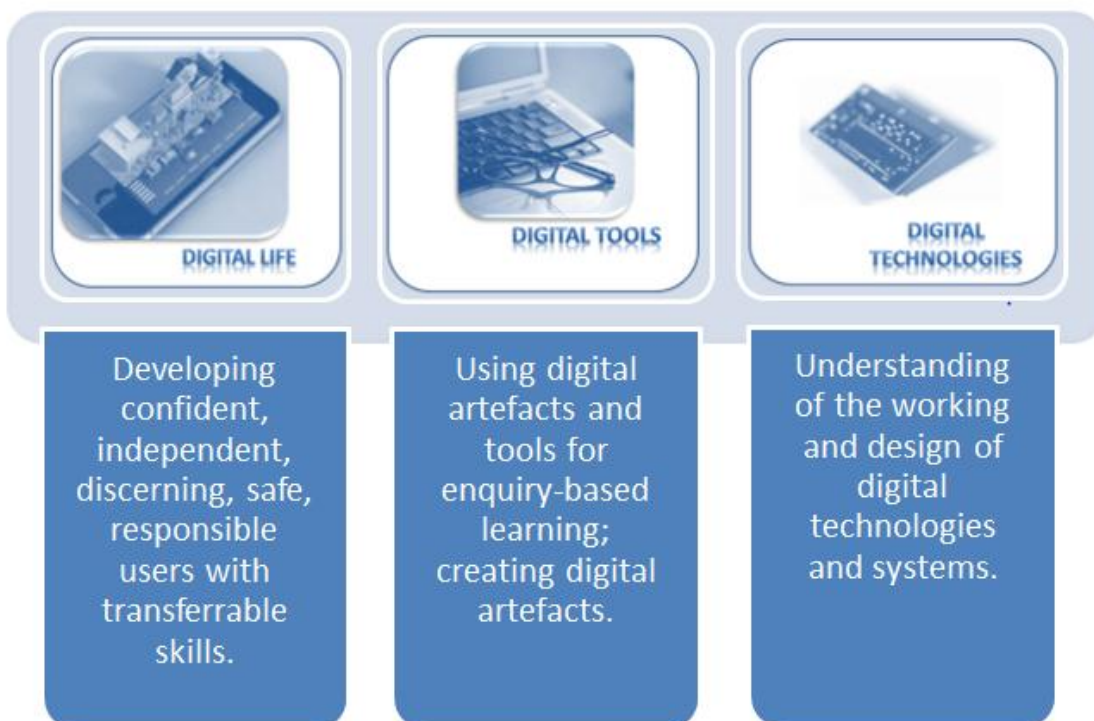 DIGITAL LIFE
DIGITAL TOOLS
DIGITAL
TECHNOLOGIES
Developing
confident,
independent,
discerning, safe,
responsible
users with
transferrable
skills.
Using digital
artefacts and
tools for
enquiry-based
learning;
creating digital
artefacts.
Understanding
of the working
and design of
digital
technologies
and systems.